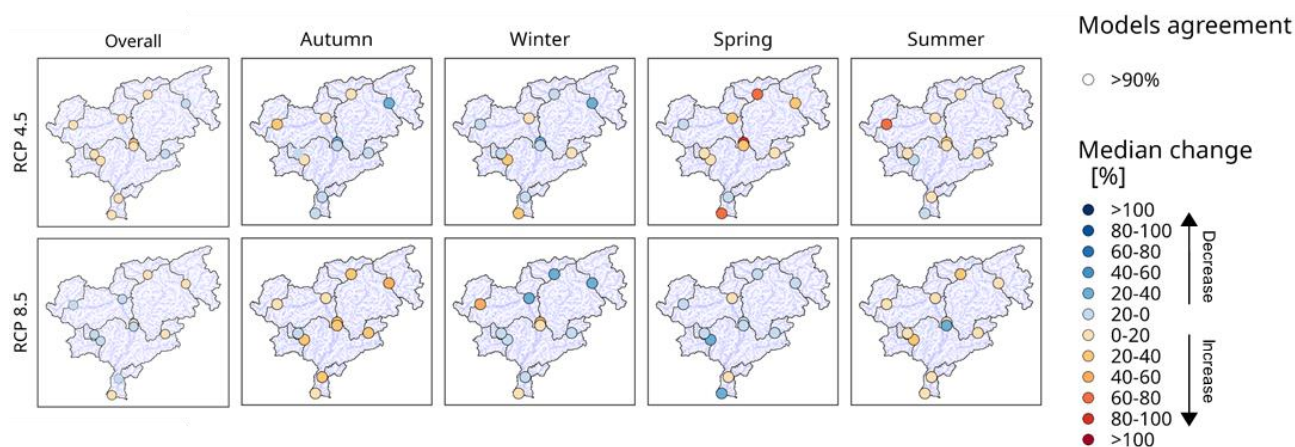 Overall Autumn Winter Spring Summer
RCP 4.5
RCP 8.5
Models agreement
>90%
Median change
[%]
>100
80-100
60-80
40-60
20-40
20-0
0-20
20-40
40-60
60-80
80-100
>100
Decrease
Increase